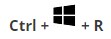 Ctrl + + R